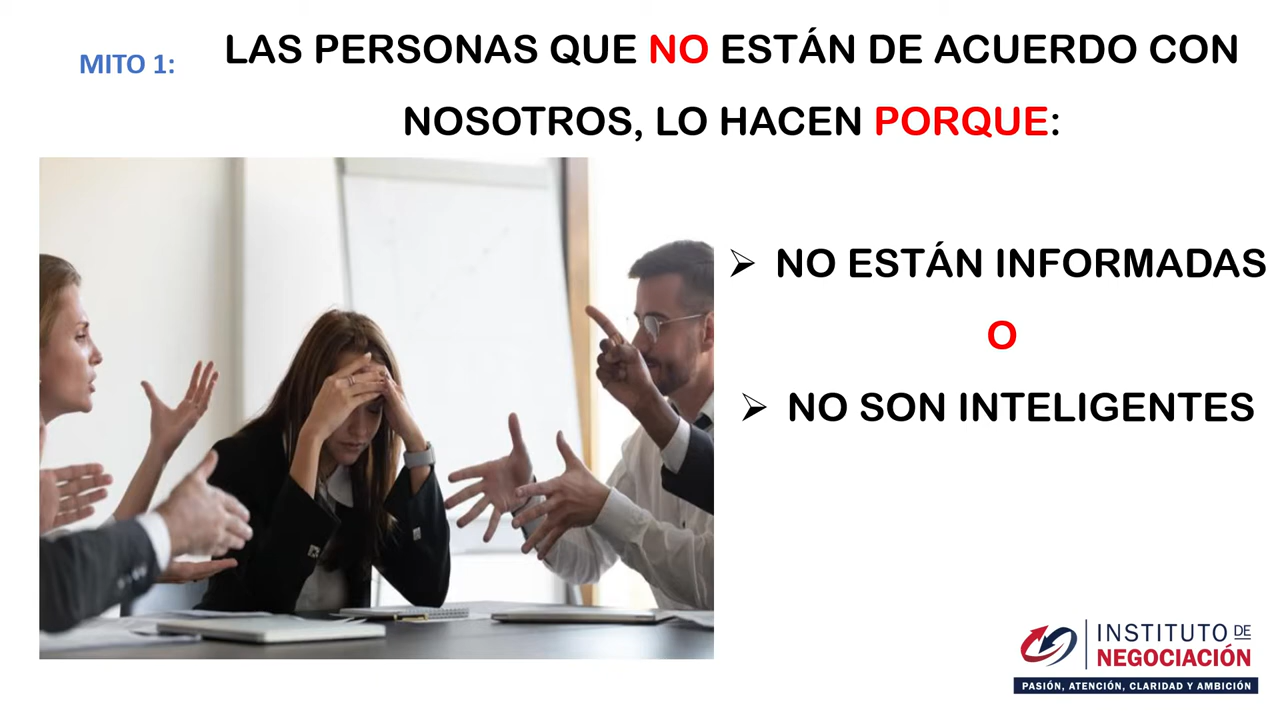 MITO 1:
LAS PERSONAS QUE NO ESTÁN DE ACUERDO CON
NOSOTROS, LO HACEN PORQUE:
NO ESTÁN INFORMADAS
O
NO SON INTELIGENTES
INSTITUTO DE
NEGOCIACIÓN
PASIÓN, ATENCIÓN, CLARIDAD Y AMBICIÓN